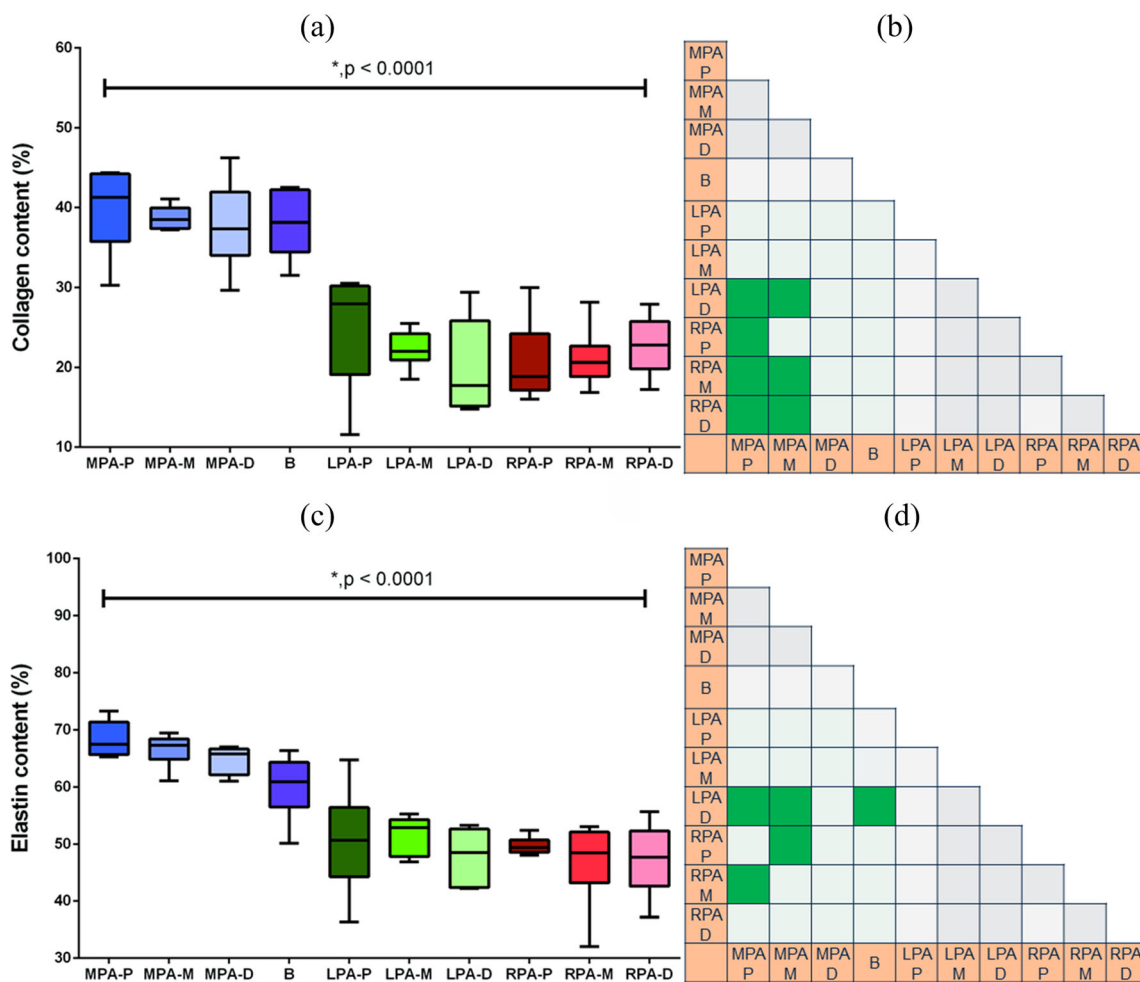 (a)
60
50
40
30
20
10
Collagen content (%)
*,p < 0.0001
MPA-P MPA-M MPA-D B LPA-P LPA-M LPA-D RPA-P RPA-M RPA-D
(b)
MPA
P
MPA
M
MPA
D
B
LPA
P
LPA
M
LPA
D
RPA
P
RPA
M
RPA
D
MPA MPA MPA B LPA LPA LPA RPA RPA RPA
P M D P M D P M D
(c)
100
90
80
70
60
50
40
30
Elastin content (%)
*,p < 0.0001
MPA-P MPA-M MPA-D B LPA-P LPA-M LPA-D RPA-P RPA-M RPA-D
(d)
MPA
P
MPA
M
MPA
D
B
LPA
P
LPA
M
LPA
D
RPA
P
RPA
M
RPA
D
MPA MPA MPA B LPA LPA LPA RPA RPA RPA
P M D P M D P M D